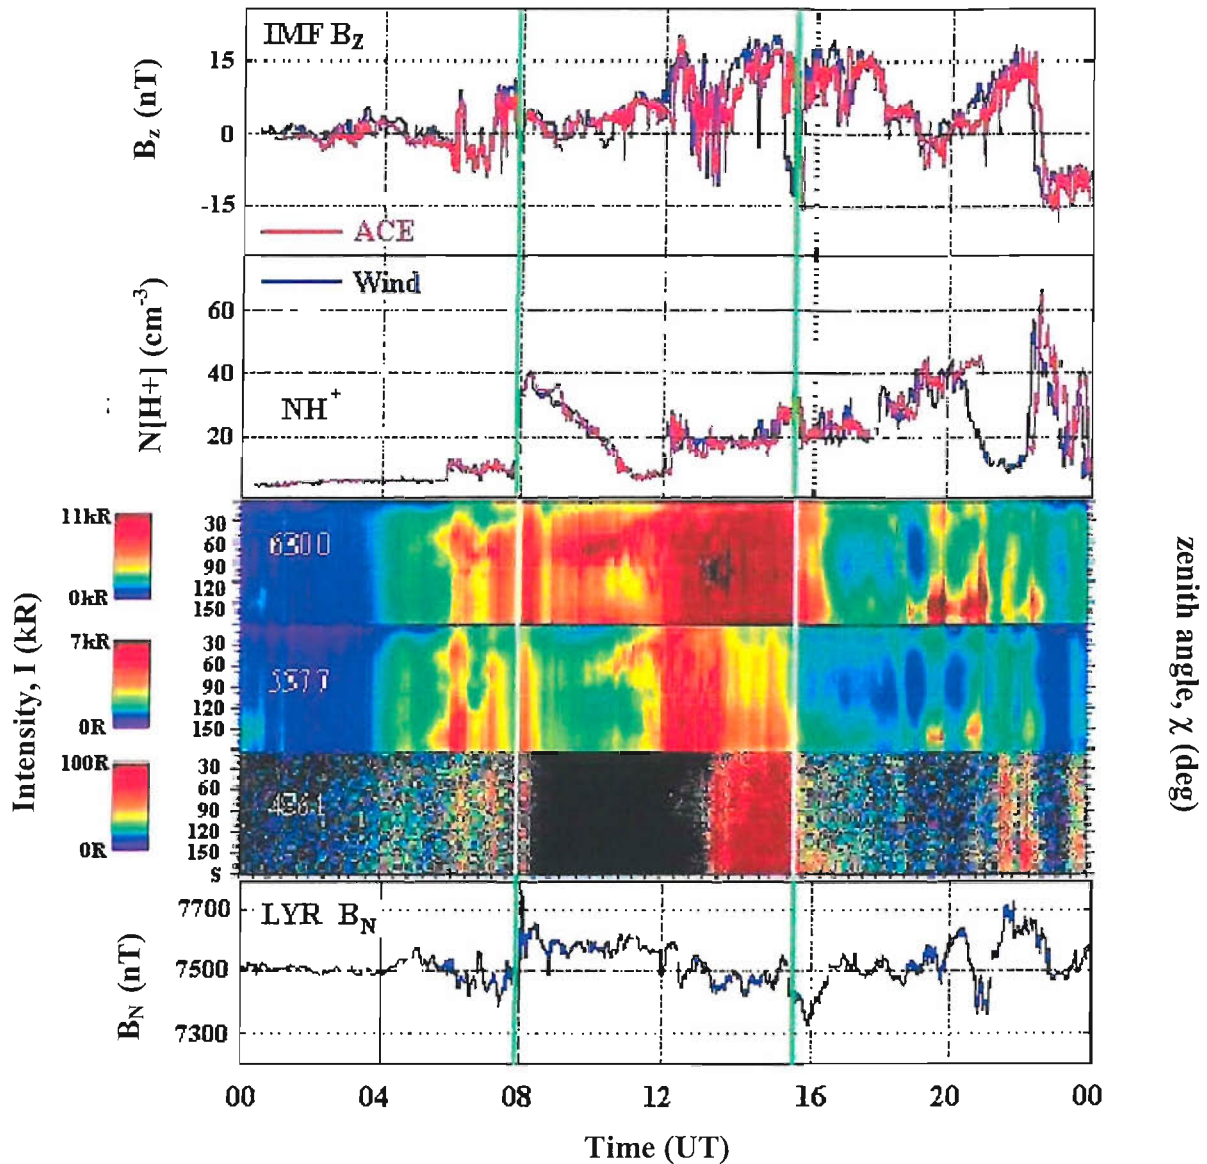 IMF BZ
Bz (nT)
15
0
-15
ACE
Wind
N[H+] (cm-3)
60
40
20
NH+
Intensity, I (kR)
11kR
0kR
7kR
0R
100R
0R
30
60
90
120
150
6300
30
60
90
120
150
5577
30
60
90
120
150
S
zenith angle, χ (deg)
LYR BN
BN (nT)
7700
7500
7300
00 04 08 12 16 20 00
Time (UT)